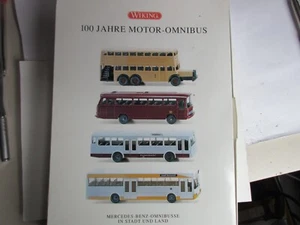 WIKING
100 JAHRE MOTOR-OMNIBUS
MERCEDES BENZ-OMNIBUSSE
IN STADT UND LAND